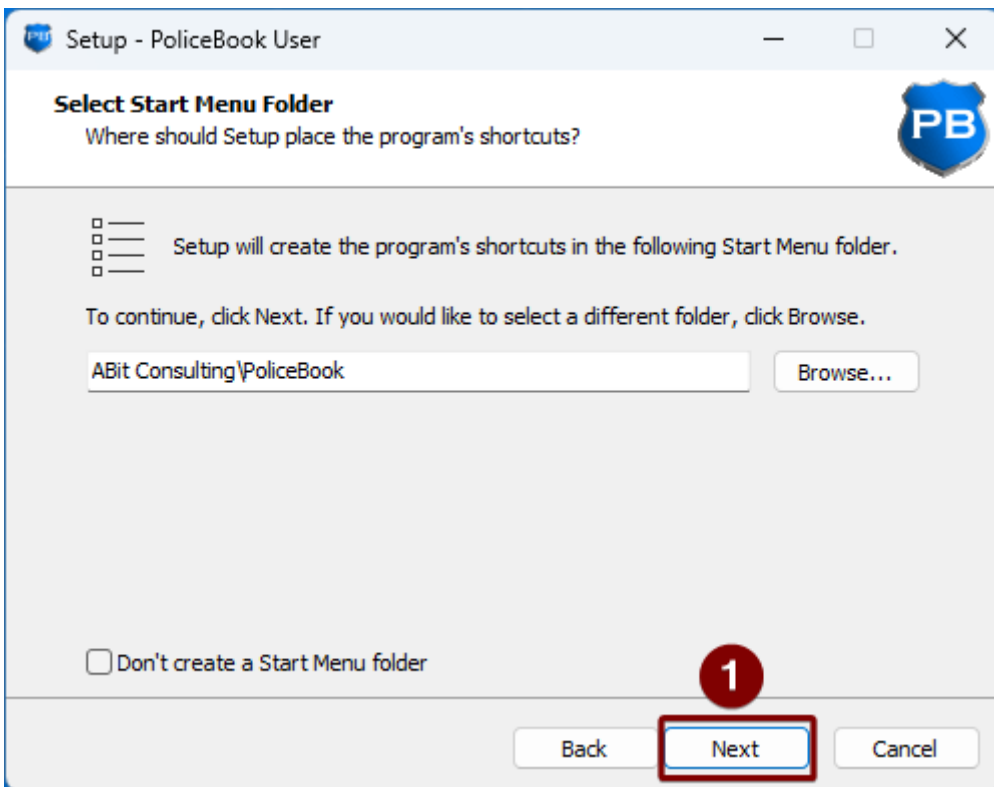 Setup - PoliceBook User
Select Start Menu Folder
Where should Setup place the program's shortcuts?
PB
Setup will create the program's shortcuts in the following Start Menu folder.
To continue, click Next. If you would like to select a different folder, click Browse.
ABit Consulting\PoliceBook
Browse...
Don't create a Start Menu folder
1
Back
Next
Cancel